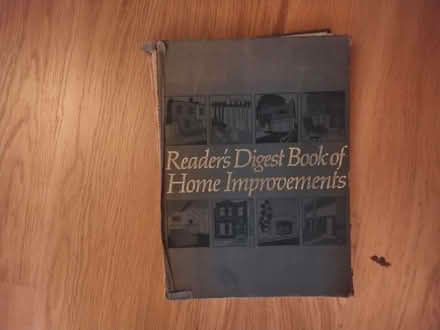 Reader's Digest Book of
Home Improvements